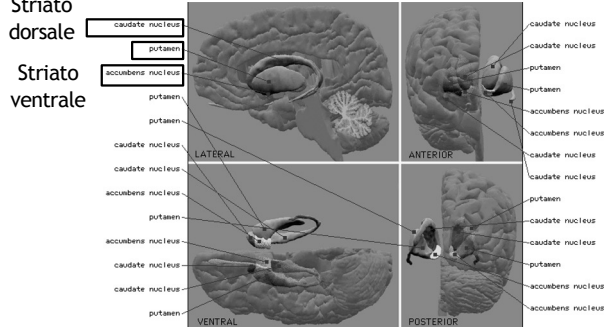 Striato
dorsale
caudate nucleus
putamen
Striato
ventrale
accumbens nucleus
putamen
putamen
caudate nucleus
caudate nucleus
accumbens nucleus
putamen
accumbens nucleus
caudate nucleus
caudate nucleus
putamen
LATERAL
ANTERIOR
caudate nucleus
caudate nucleus
putamen
putamen
accumbens nucleus
accumbens nucleus
caudate nucleus
caudate nucleus
VENTRAL
POSTERIOR
putamen
caudate nucleus
caudate nucleus
putamen
accumbens nucleus
accumbens nucleus